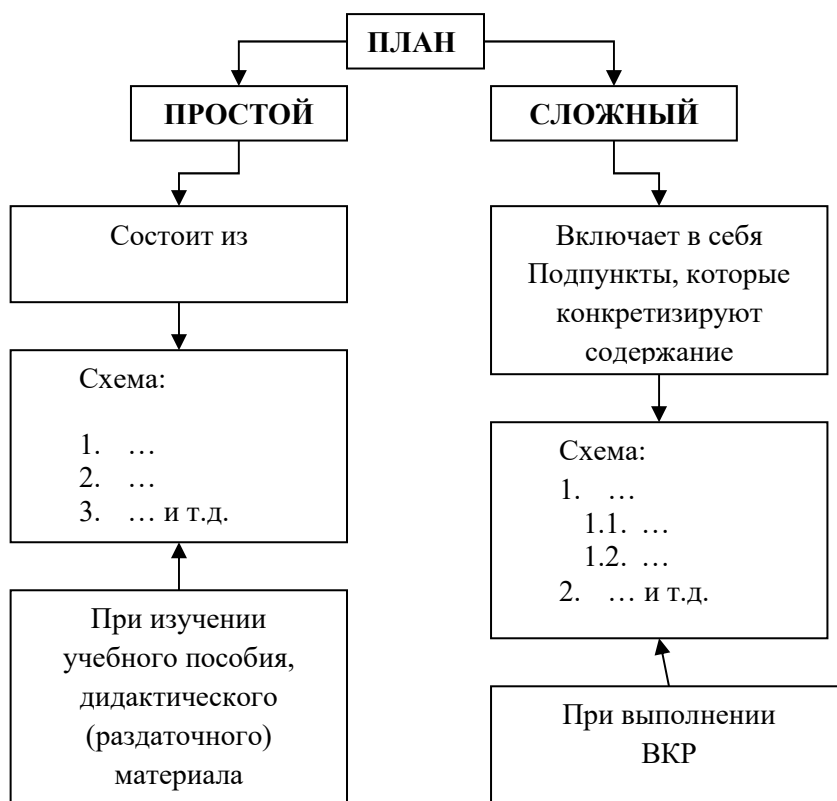 ПЛАН
ПРОСТОЙ
СЛОЖНЫЙ
Состоит из
Включает в себя
Подпункты, которые
конкретизируют
содержание
Схема:
1. …
2. …
3. … и т.д.
Схема:
1. …
1.1. …
1.2. …
2. … и т.д.
При изучении
учебного пособия,
дидактического
(раздаточного)
материала
При выполнении
ВКР